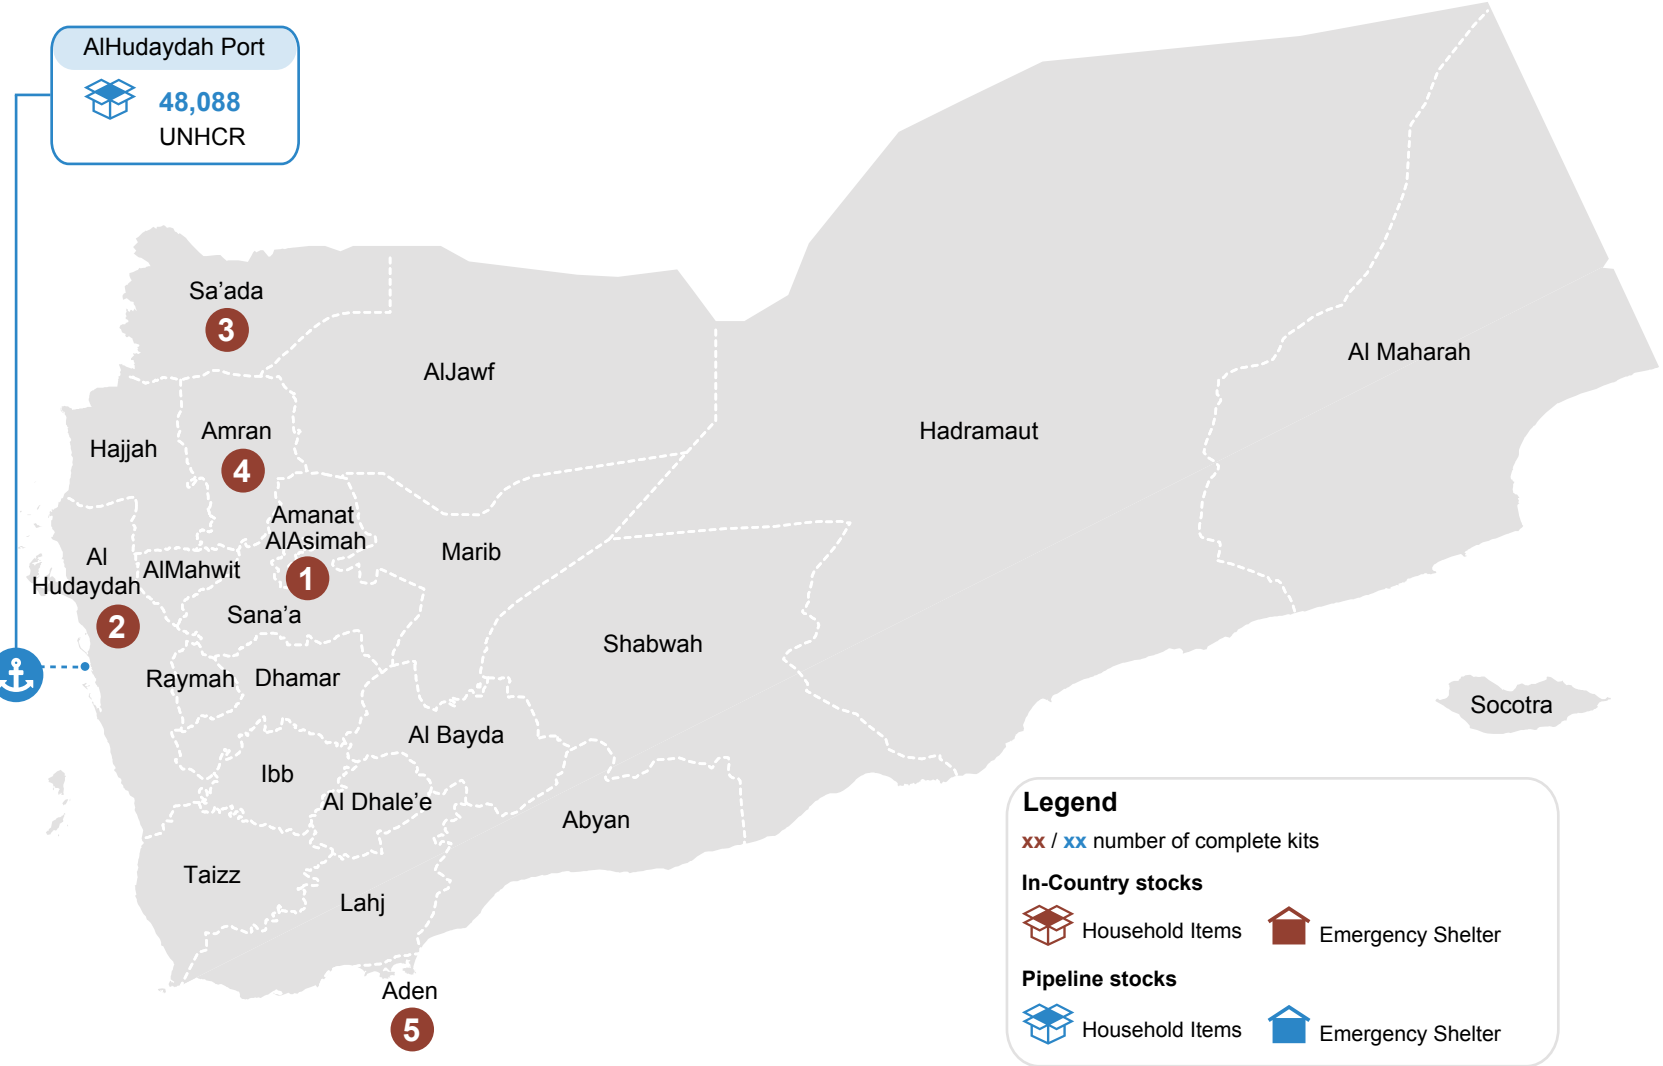 AlHudaydah Port
48,088
UNHCR
Sa’ada
3
AlJawf
Al Maharah
Hadramaut
Amran
4
Hajjah
Amanat
AlAsimah
1
Marib
Al
Hudaydah
2
AlMahwit
Sana’a
Shabwah
Raymah
Dhamar
Socotra
Al Bayda
Ibb
Al Dhale’e
Abyan
Taizz
Lahj
Aden
5
Legend
xx / xx number of complete kits
In-Country stocks
Household Items
Emergency Shelter
Pipeline stocks
Household Items
Emergency Shelter